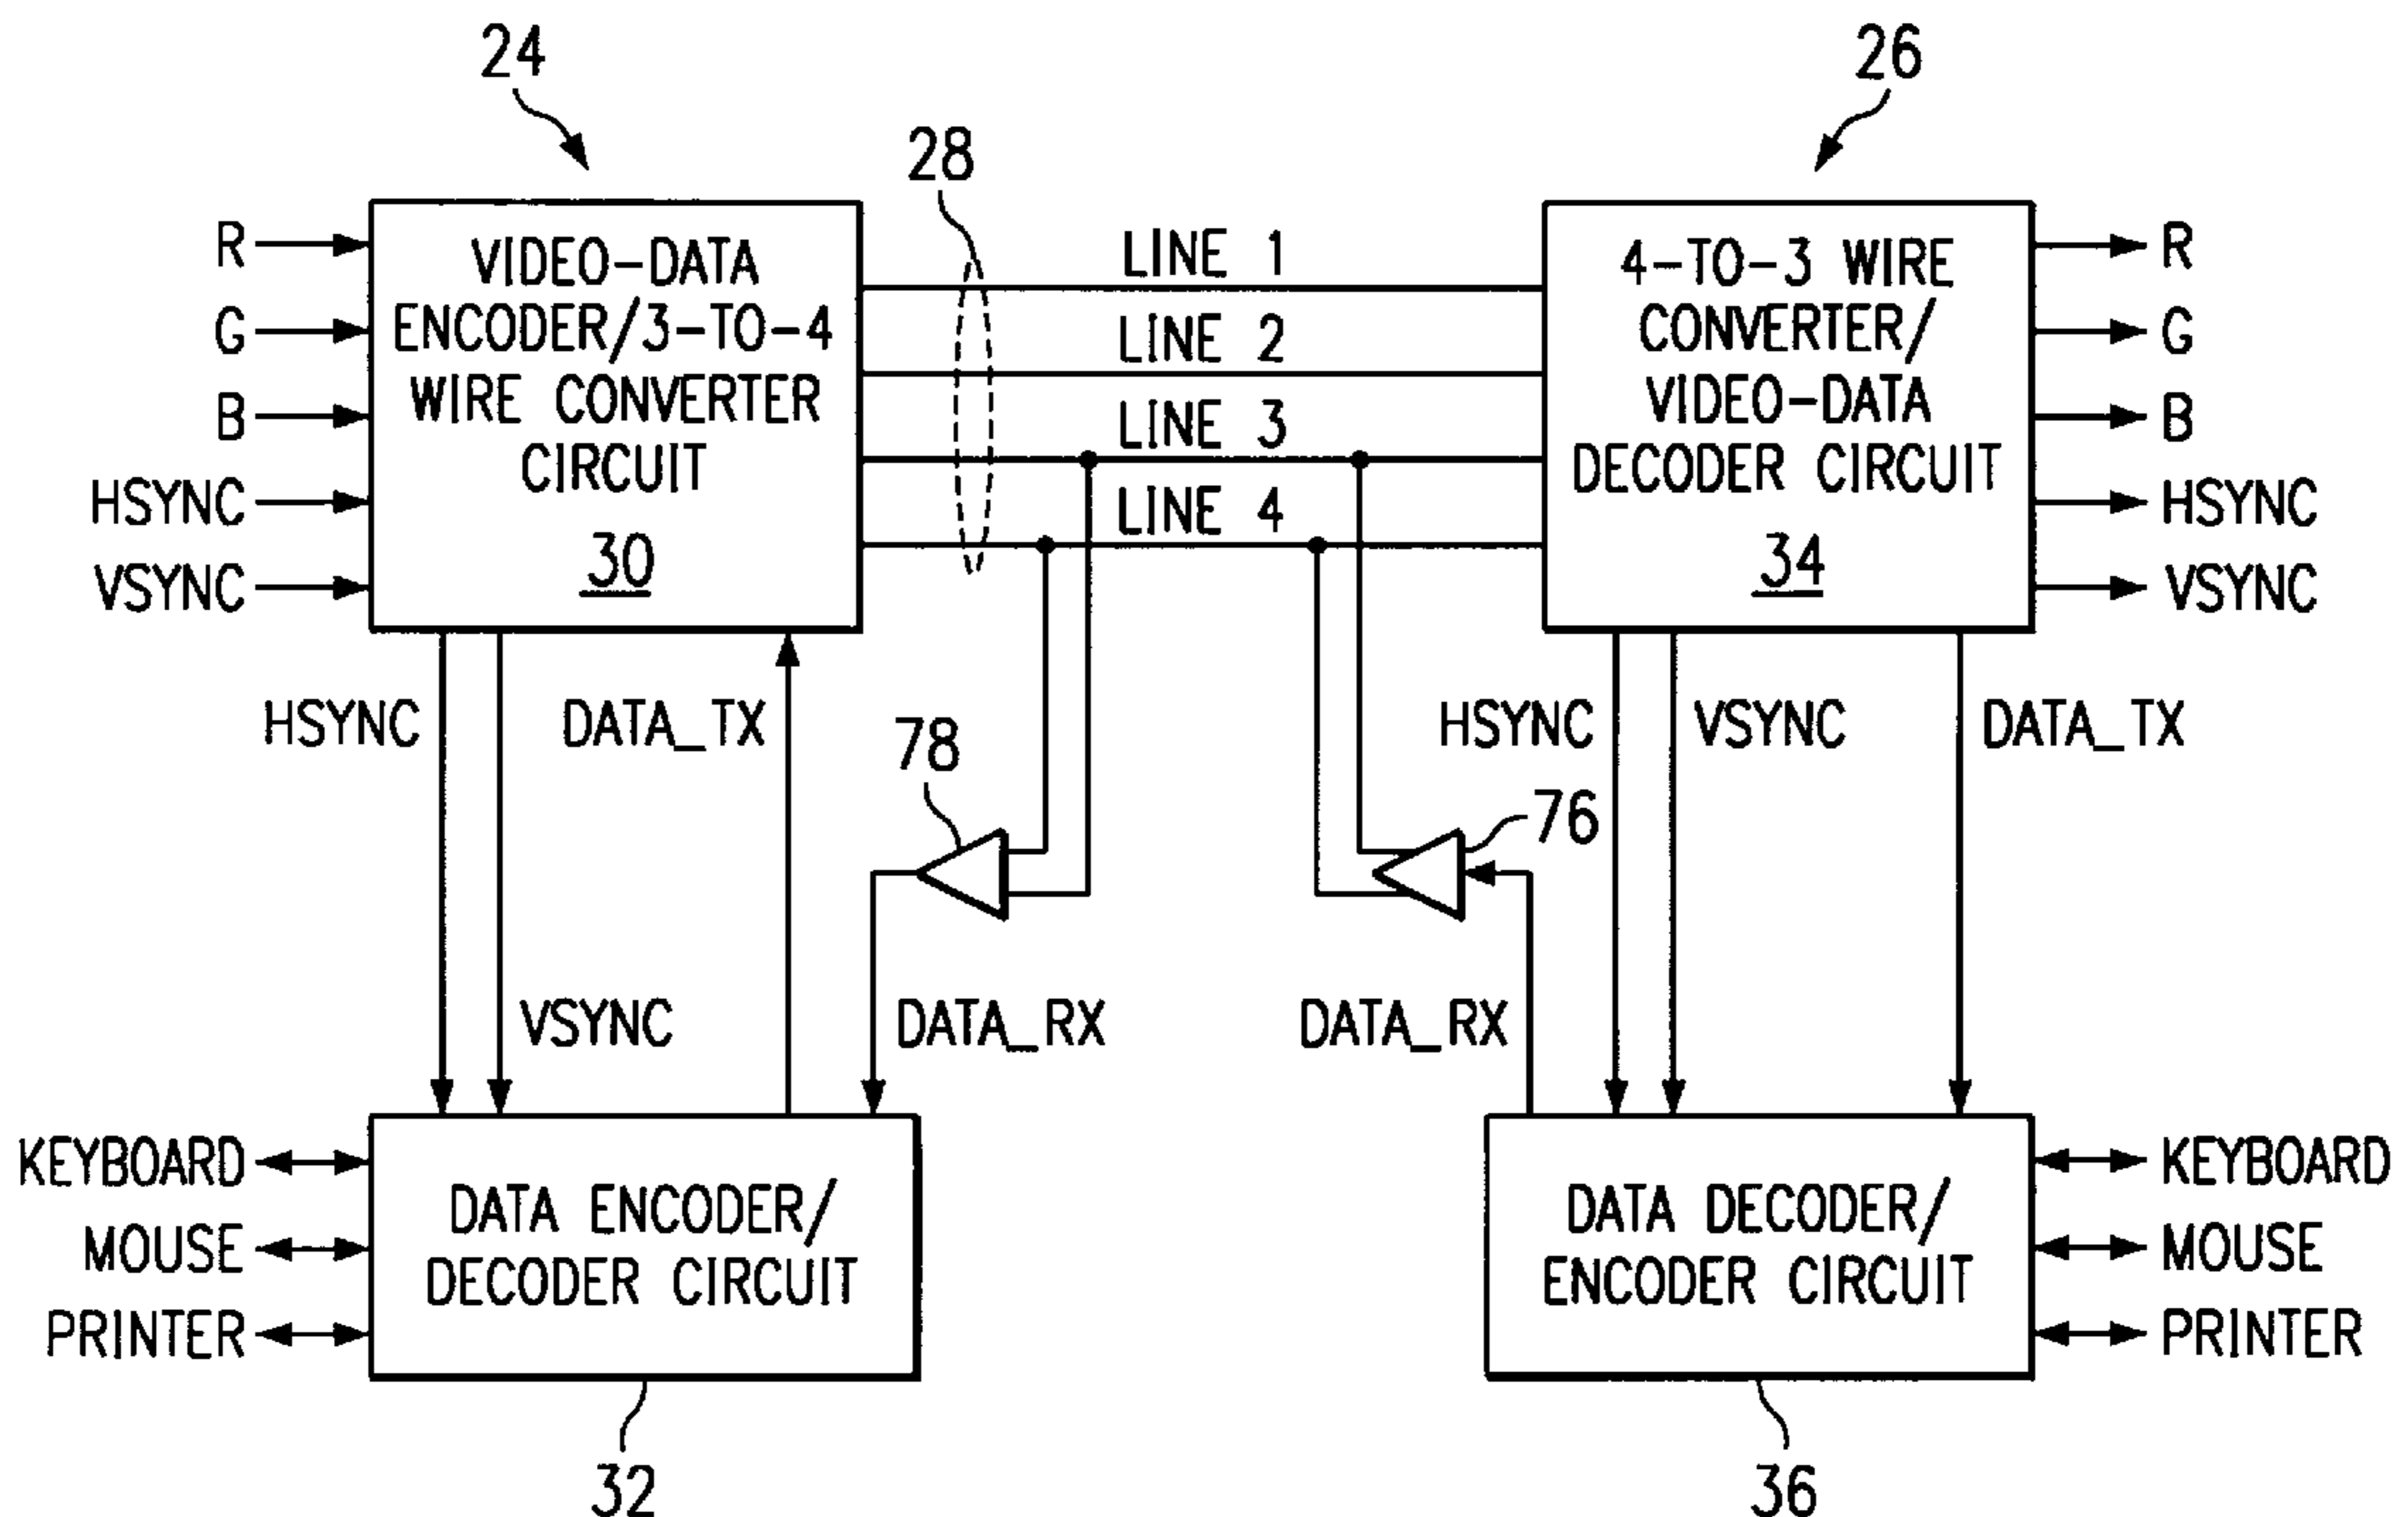 24
26
28
R
G
B
HSYNC
VSYNC
VIDEO-DATA
ENCODER/3-TO-4
WIRE CONVERTER
CIRCUIT
30
LINE 1
LINE 2
LINE 3
LINE 4
4-TO-3 WIRE
CONVERTER/
VIDEO-DATA
DECODER CIRCUIT
34
R
G
B
HSYNC
VSYNC
HSYNC
DATA_TX
78
76
HSYNC
VSYNC
DATA_TX
VSYNC
DATA_RX
DATA_RX
KEYBOARD
MOUSE
PRINTER
DATA ENCODER/
DECODER CIRCUIT
DATA DECODER/
ENCODER CIRCUIT
KEYBOARD
MOUSE
PRINTER
32
36